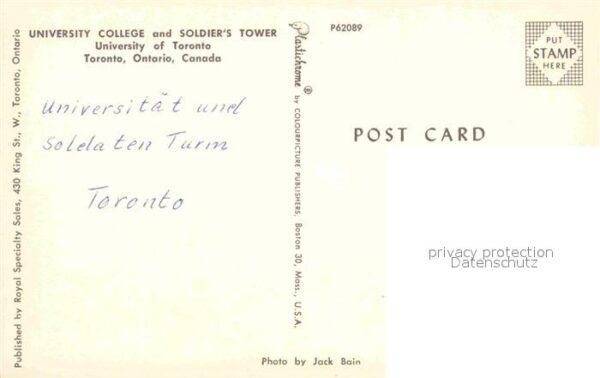 UNIVERSITY COLLEGE and SOLDIER'S TOWER
University of Toronto
Toronto, Ontario, Canada
Universität und
Soldaten Turm
Toronto
Published by Royal Specialty Sales, 430 King St., W., Toronto, Ontario
Plastichrome ® by COLOURPICTURE PUBLISHERS, Boston 30, Mass., U.S.A.
P62089
PUT
STAMP
HERE
POST CARD
privacy protection
Datenschutz
Photo by Jack Bain